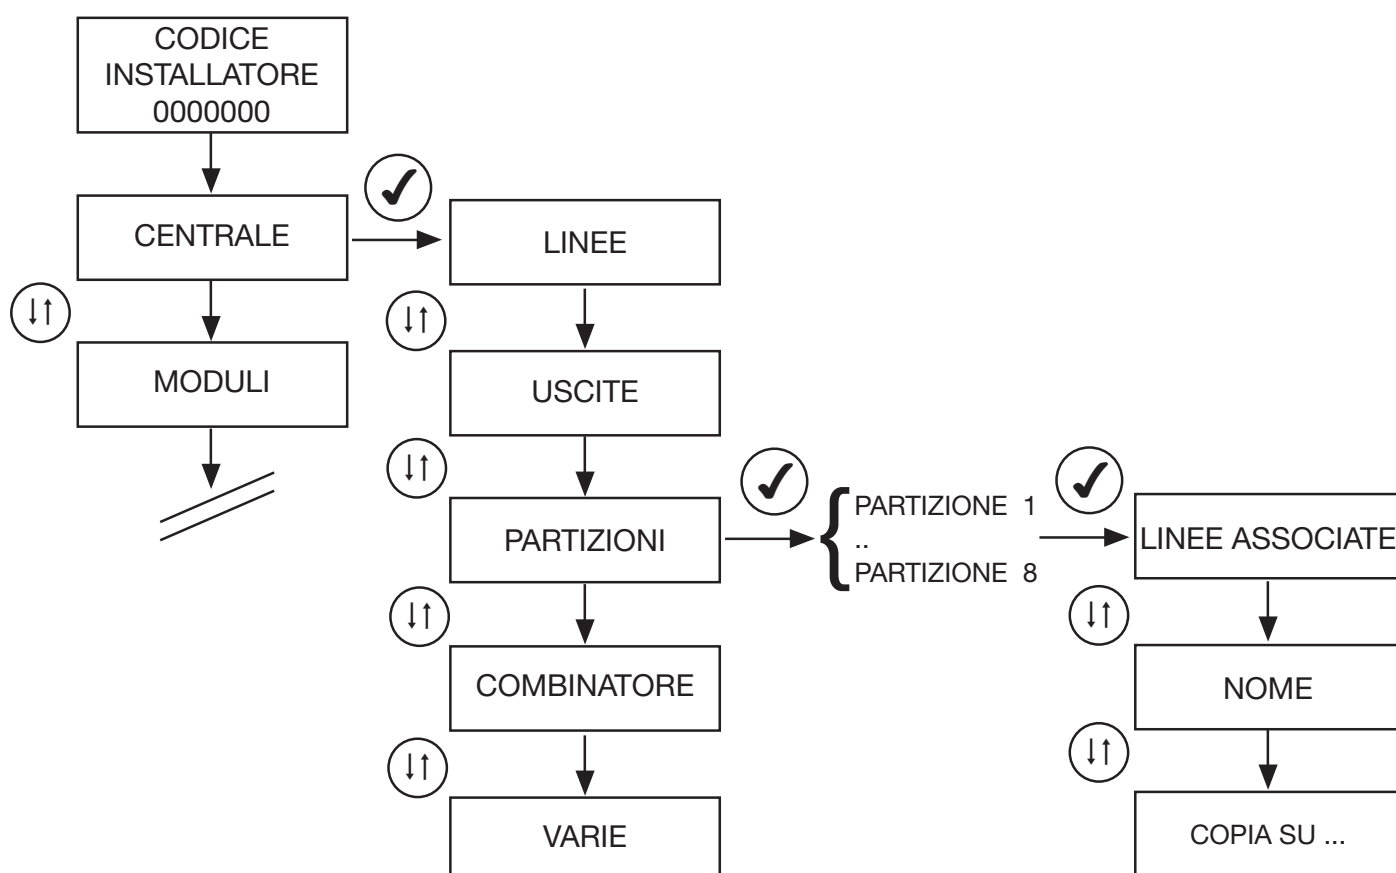 CODICE
INSTALLATORE
0000000
CENTRALE
MODULI
LINEE
USCITE
PARTIZIONI
COMBINATORE
VARIE
PARTIZIONE 1
..
PARTIZIONE 8
LINEE ASSOCIATE
NOME
COPIA SU ...